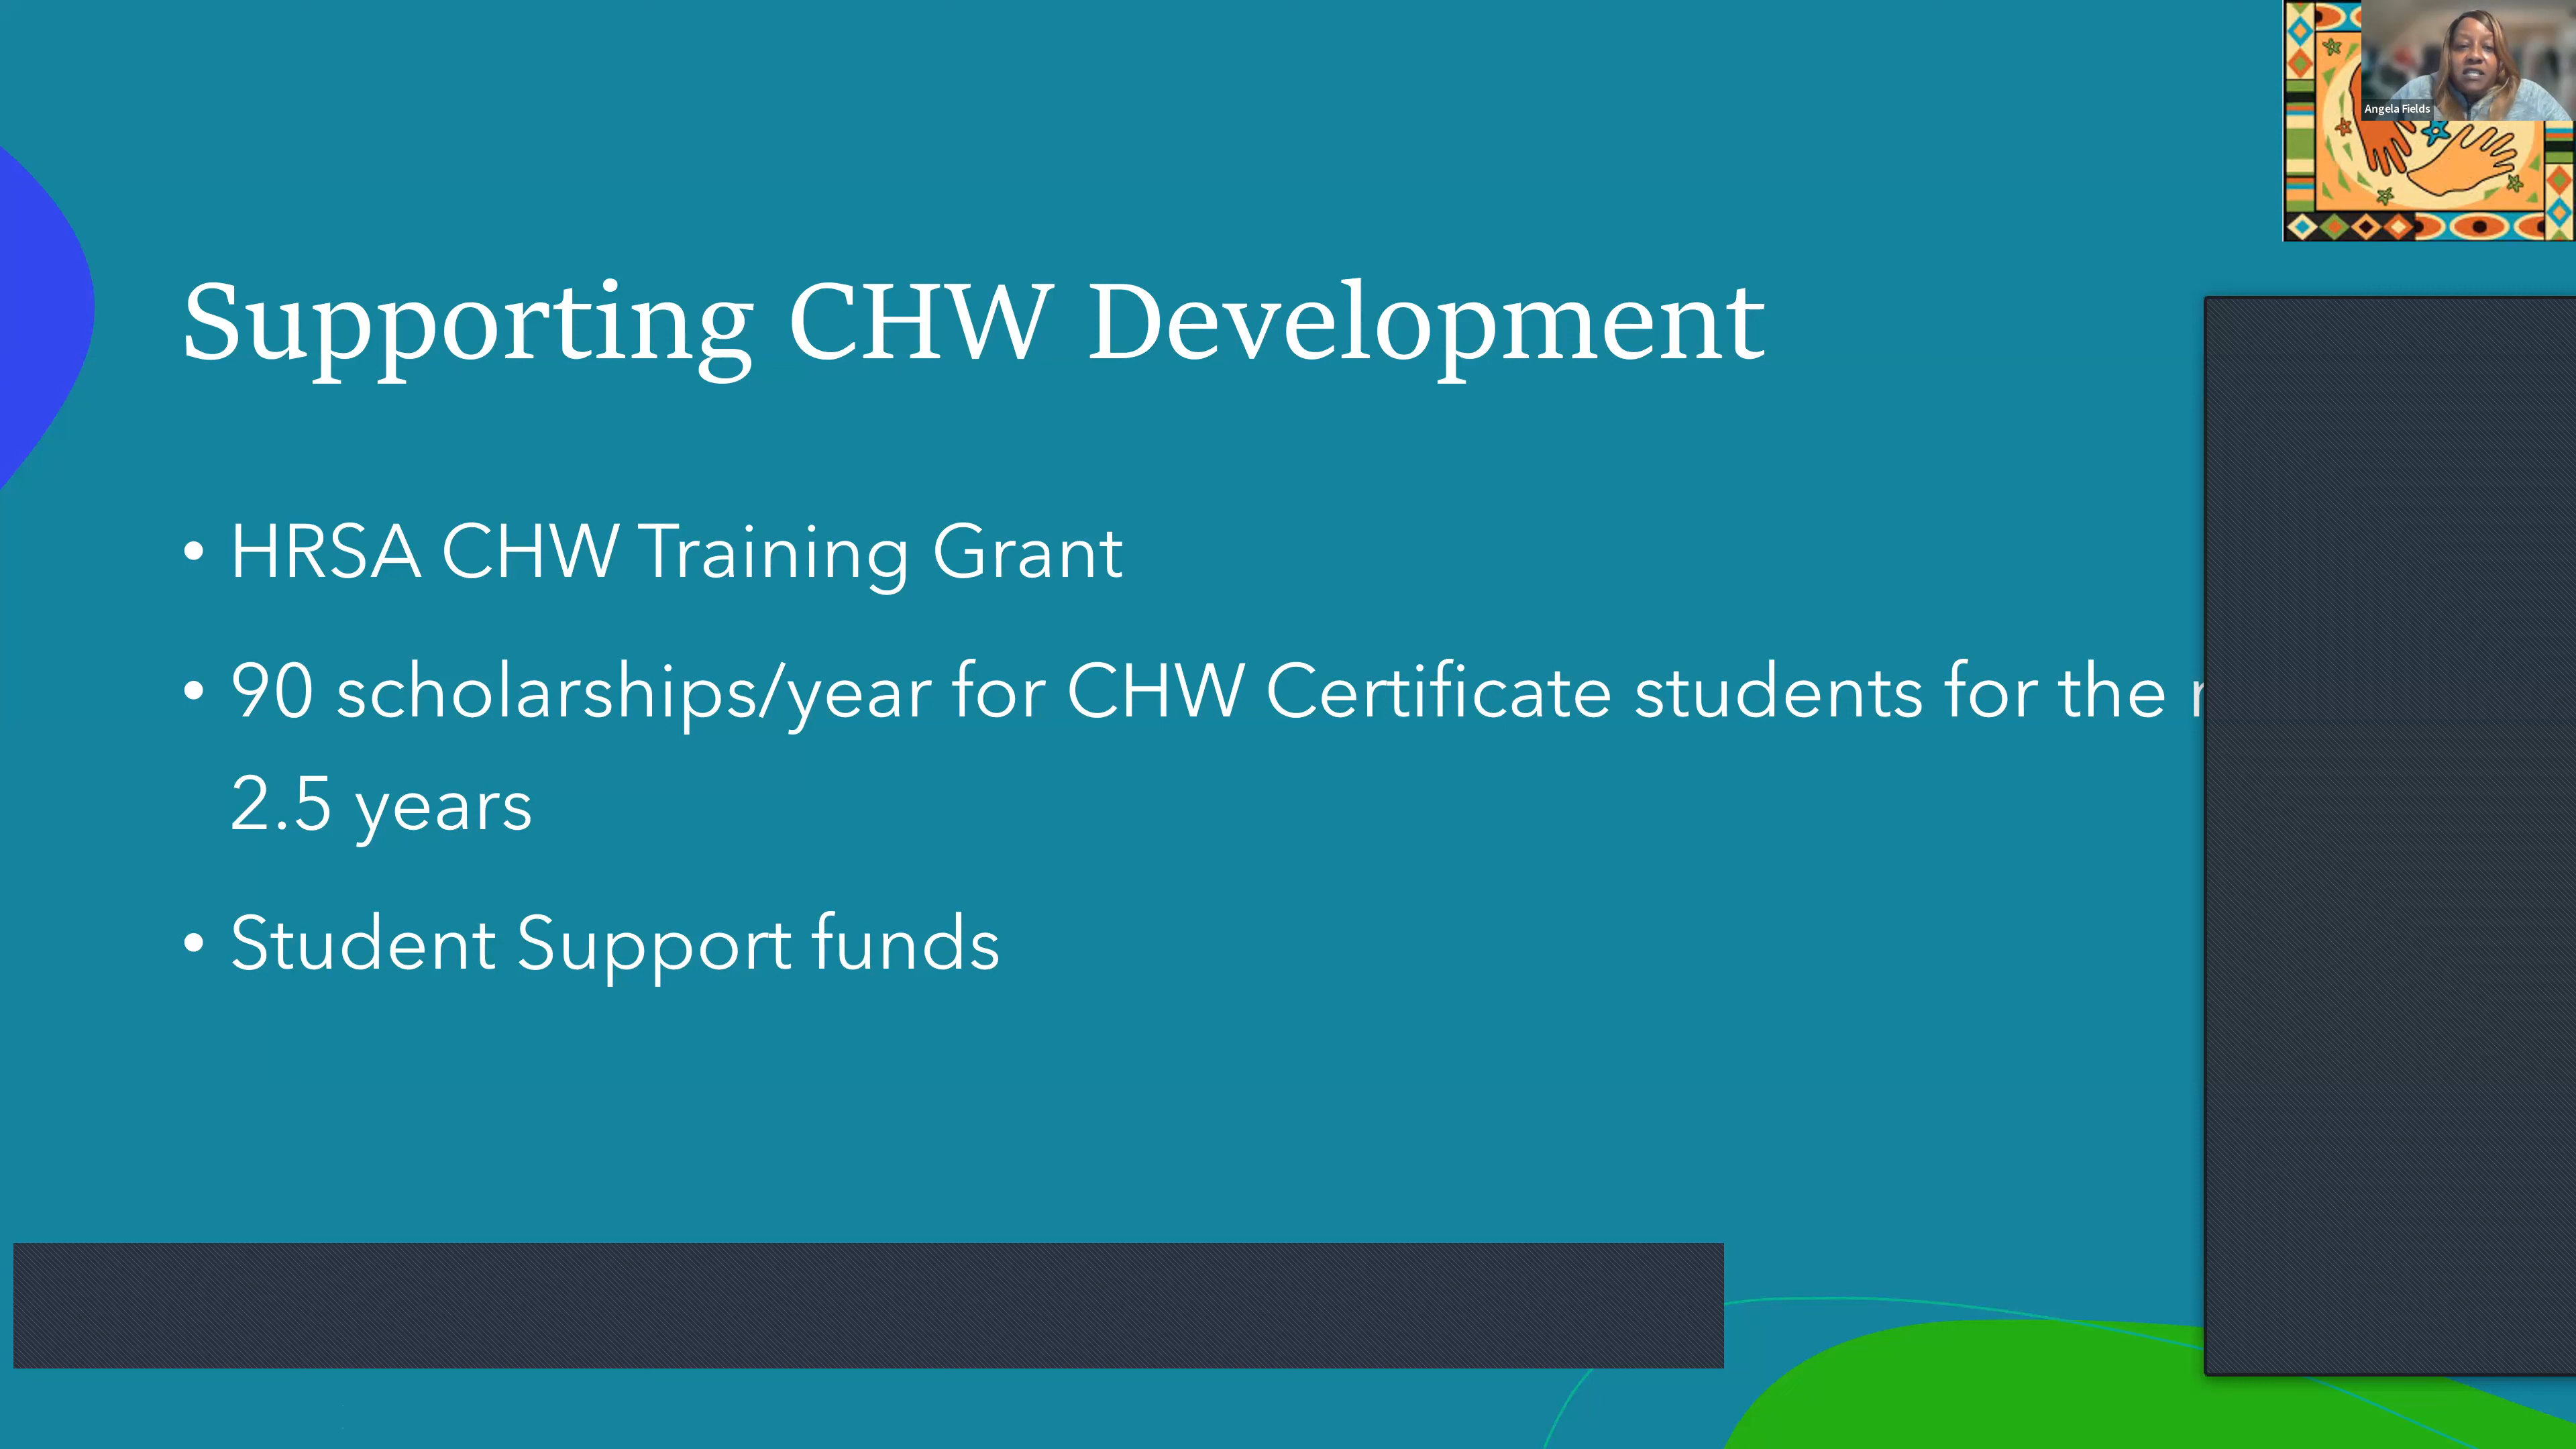 Angela Fields
Supporting CHW Development
• HRSA CHW Training Grant
• 90 scholarships/year for CHW Certificate students for the
2.5 years
• Student Support funds